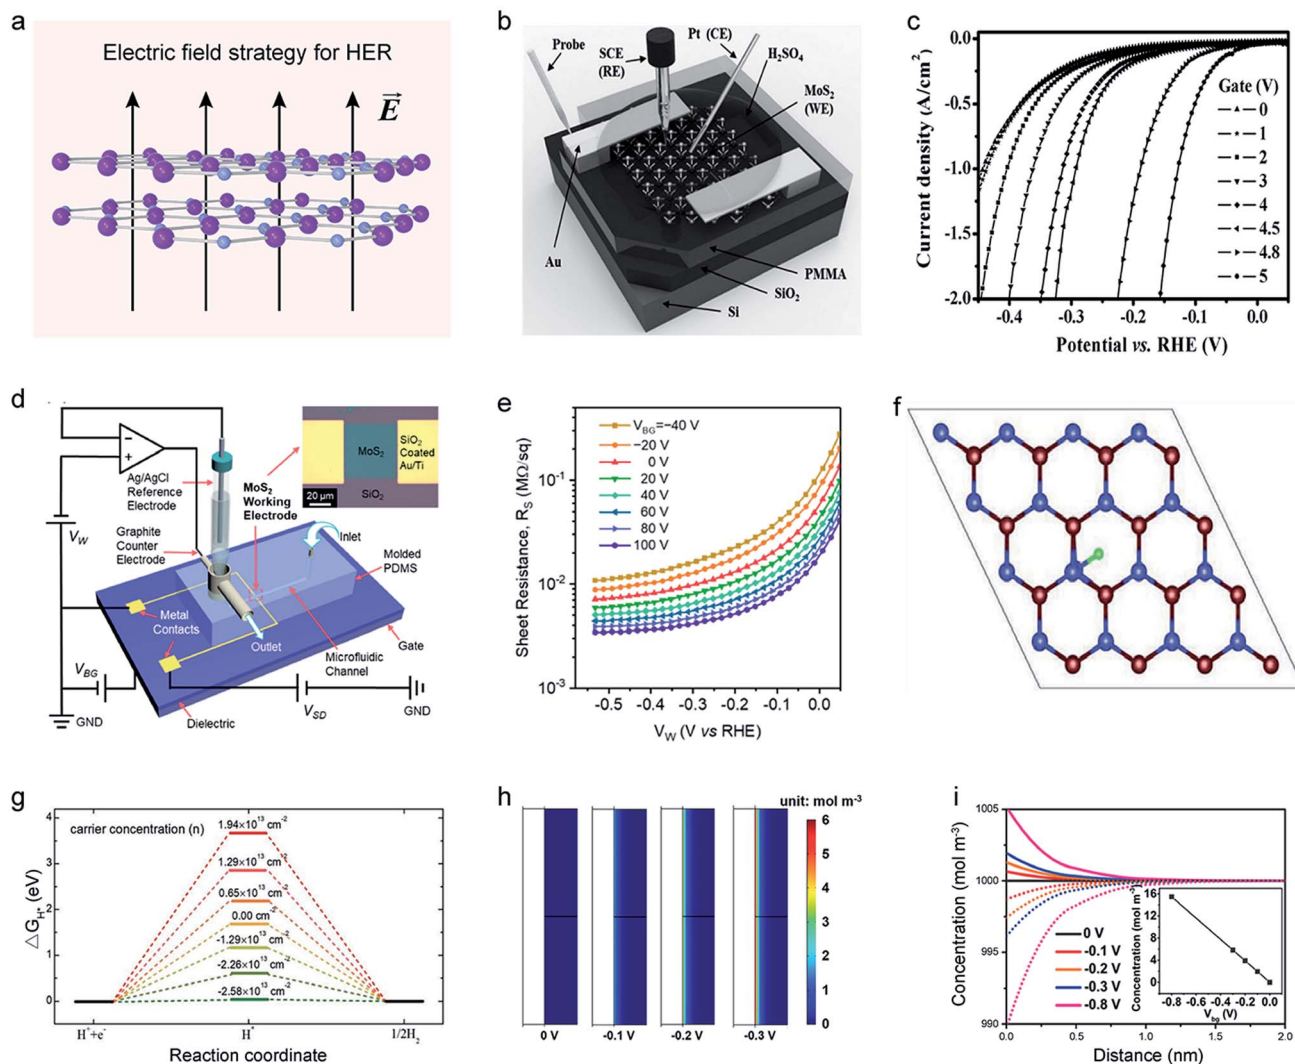 a
Electric field strategy for HER
E
b
Probe
SCE
(RE)
Pt (CE)
H₂SO₄
MoS₂
(WE)
Au
PMMA
SiO₂
Si
c
Current density (A/cm²)
0.0
-0.5
-1.0
-1.5
-2.0
Gate (V)
0
1
2
3
4
4.5
4.8
5
-0.4 -0.3 -0.2 -0.1 0.0
Potential vs. RHE (V)
d
−
+
Ag/AgCl
Reference
Electrode
V_W
Graphite
Counter
Electrode
MoS₂
Working
Electrode
MoS₂
SiO₂
Coated
Au/Ti
20 µm
SiO₂
Inlet
Molded
PDMS
Metal
Contacts
Outlet
Microfluidic
Channel
Gate
V_BG
GND
Dielectric
V_SD
GND
e
Sheet Resistance, R_S (MΩ/sq)
10⁻¹
10⁻²
10⁻³
V_BG=−40 V
−20 V
0 V
20 V
40 V
60 V
80 V
100 V
-0.5 -0.4 -0.3 -0.2 -0.1 0.0
V_W (V vs RHE)
f
g
△G_H* (eV)
4
3
2
1
0
carrier concentration (n)
1.94×10¹³ cm⁻²
1.29×10¹³ cm⁻²
0.65×10¹³ cm⁻²
0.00 cm⁻²
-1.29×10¹³ cm⁻²
-2.26×10¹³ cm⁻²
-2.58×10¹³ cm⁻²
H⁺+e⁻ H* 1/2H₂
Reaction coordinate
h
unit: mol m⁻³
6
5
4
3
2
1
0
0 V -0.1 V -0.2 V -0.3 V
i
Concentration (mol m⁻³)
1005
1000
995
990
0 V
-0.1 V
-0.2 V
-0.3 V
-0.8 V
Concentration (mol m⁻³)
16
12
8
4
0
-0.8 -0.6 -0.4 -0.2 0.0
V_bg (V)
0.0 0.5 1.0 1.5 2.0
Distance (nm)